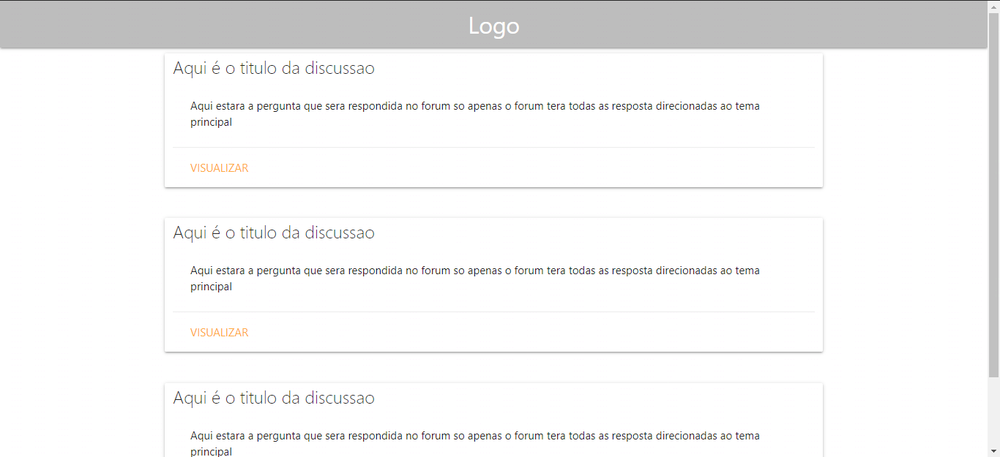 Logo
Aqui é o titulo da discussao
Aqui estara a pergunta que sera respondida no forum so apenas o forum tera todas as resposta direcionadas ao tema
principal
VISUALIZAR
Aqui é o titulo da discussao
Aqui estara a pergunta que sera respondida no forum so apenas o forum tera todas as resposta direcionadas ao tema
principal
VISUALIZAR
Aqui é o titulo da discussao
Aqui estara a pergunta que sera respondida no forum so apenas o forum tera todas as resposta direcionadas ao tema
principal